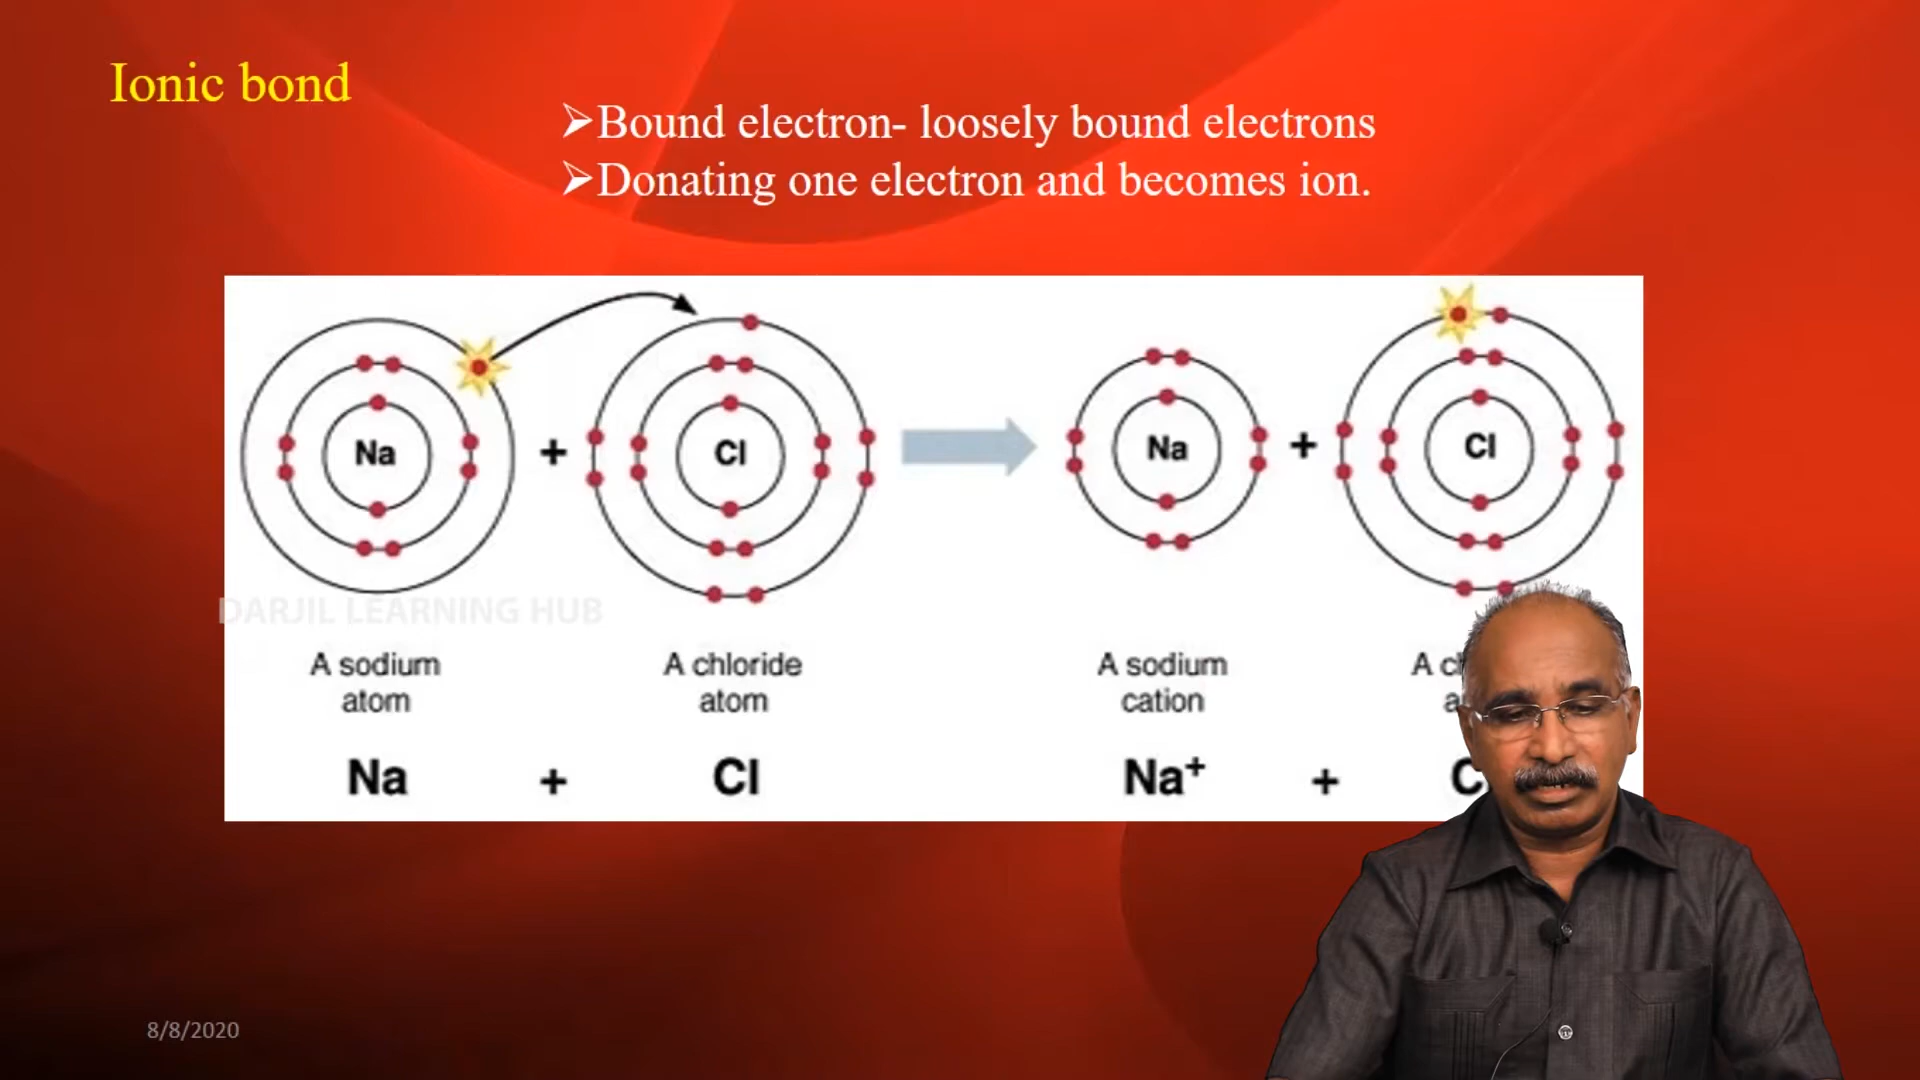 Ionic bond
➢Bound electron- loosely bound electrons
➢Donating one electron and becomes ion.
Na + Cl Na + Cl
DARJIL LEARNING HUB
A sodium atom
A chloride atom
A sodium cation
A
Na + Cl Na⁺ +
8/8/2020